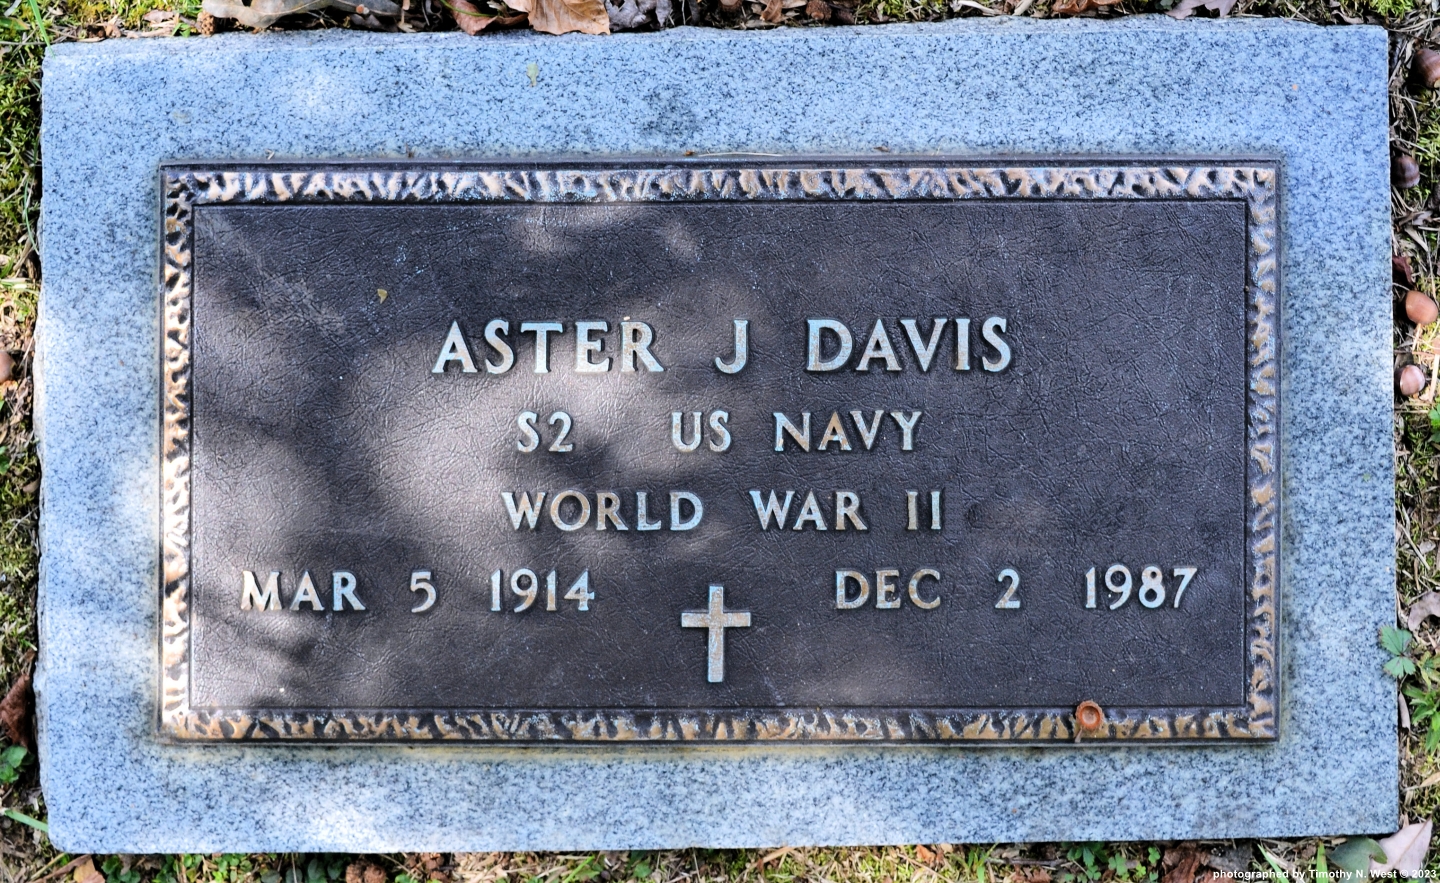 ASTER J DAVIS
S2 US NAVY
WORLD WAR II
MAR 5 1914 DEC 2 1987
photographed by Timothy N. West © 2023